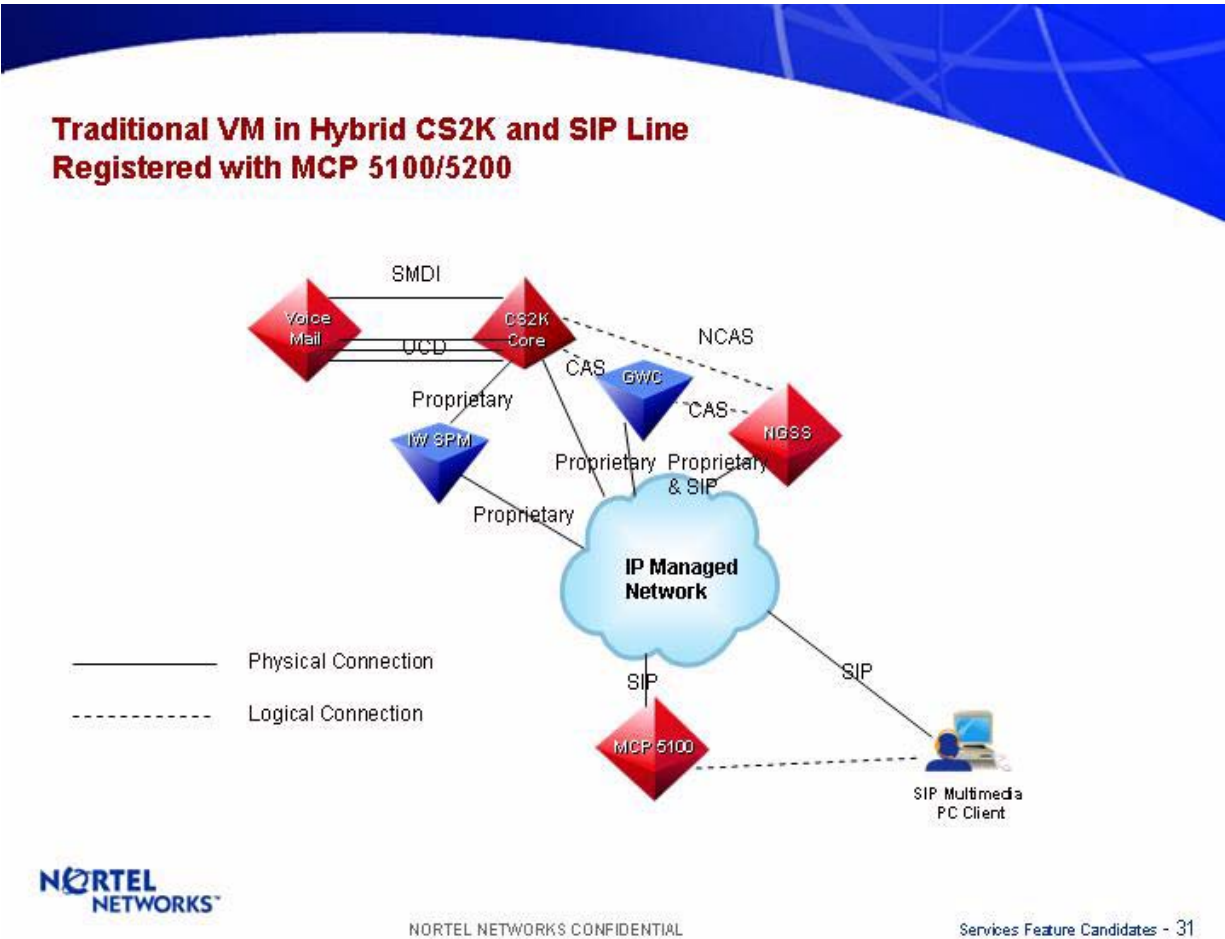 Traditional VM in Hybrid CS2K and SIP Line
Registered with MCP 5100/5200
SMDI
Voice
Mail
CS2K
Core
UCD
NCAS
CAS
GWC
Proprietary
CAS
IW SPM
NGSS
Proprietary
Proprietary
& SIP
Proprietary
IP Managed
Network
Physical Connection
SIP
SIP
Logical Connection
MCP 5100
SIP Multimedia
PC Client
NORTEL
NETWORKS™
NORTEL NETWORKS CONFIDENTIAL
Services Feature Candidates - 31